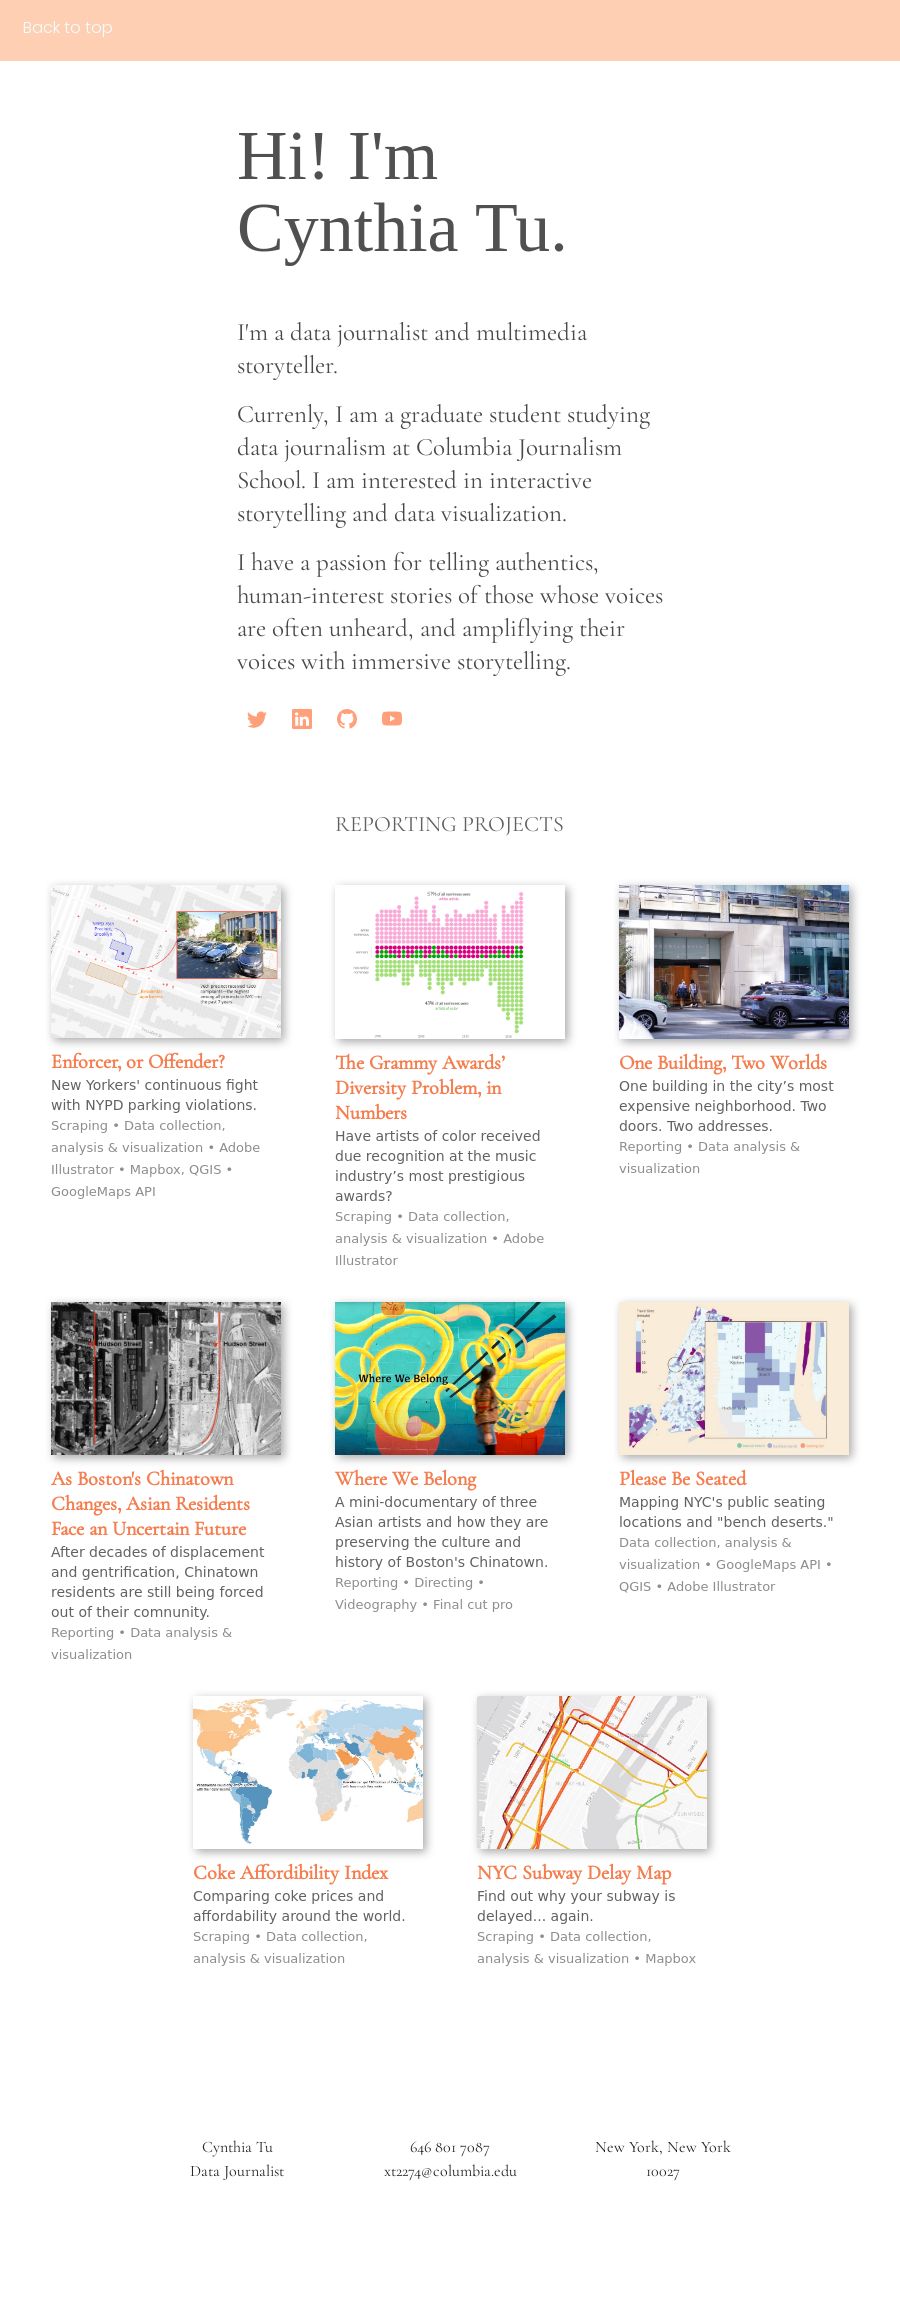 Back to top
Hi! I'm
Cynthia Tu.
I'm a data journalist and multimedia
storyteller.
Currenly, I am a graduate student studying
data journalism at Columbia Journalism
School. I am interested in interactive
storytelling and data visualization.
I have a passion for telling authentics,
human-interest stories of those whose voices
are often unheard, and ampliflying their
voices with immersive storytelling.
REPORTING PROJECTS
Enforcer, or Offender?
New Yorkers' continuous fight
with NYPD parking violations.
Scraping • Data collection,
analysis & visualization • Adobe
Illustrator • Mapbox, QGIS •
GoogleMaps API
The Grammy Awards’
Diversity Problem, in
Numbers
Have artists of color received
due recognition at the music
industry’s most prestigious
awards?
Scraping • Data collection,
analysis & visualization • Adobe
Illustrator
One Building, Two Worlds
One building in the city’s most
expensive neighborhood. Two
doors. Two addresses.
Reporting • Data analysis &
visualization
Hudson Street
Hudson Street
As Boston's Chinatown
Changes, Asian Residents
Face an Uncertain Future
After decades of displacement
and gentrification, Chinatown
residents are still being forced
out of their comnunity.
Reporting • Data analysis &
visualization
Where We Belong
Where We Belong
A mini-documentary of three
Asian artists and how they are
preserving the culture and
history of Boston's Chinatown.
Reporting • Directing •
Videography • Final cut pro
Please Be Seated
Mapping NYC's public seating
locations and "bench deserts."
Data collection, analysis &
visualization • GoogleMaps API •
QGIS • Adobe Illustrator
Coke Affordibility Index
Comparing coke prices and
affordability around the world.
Scraping • Data collection,
analysis & visualization
NYC Subway Delay Map
Find out why your subway is
delayed... again.
Scraping • Data collection,
analysis & visualization • Mapbox
Cynthia Tu
Data Journalist
646 801 7087
xt2274@columbia.edu
New York, New York
10027